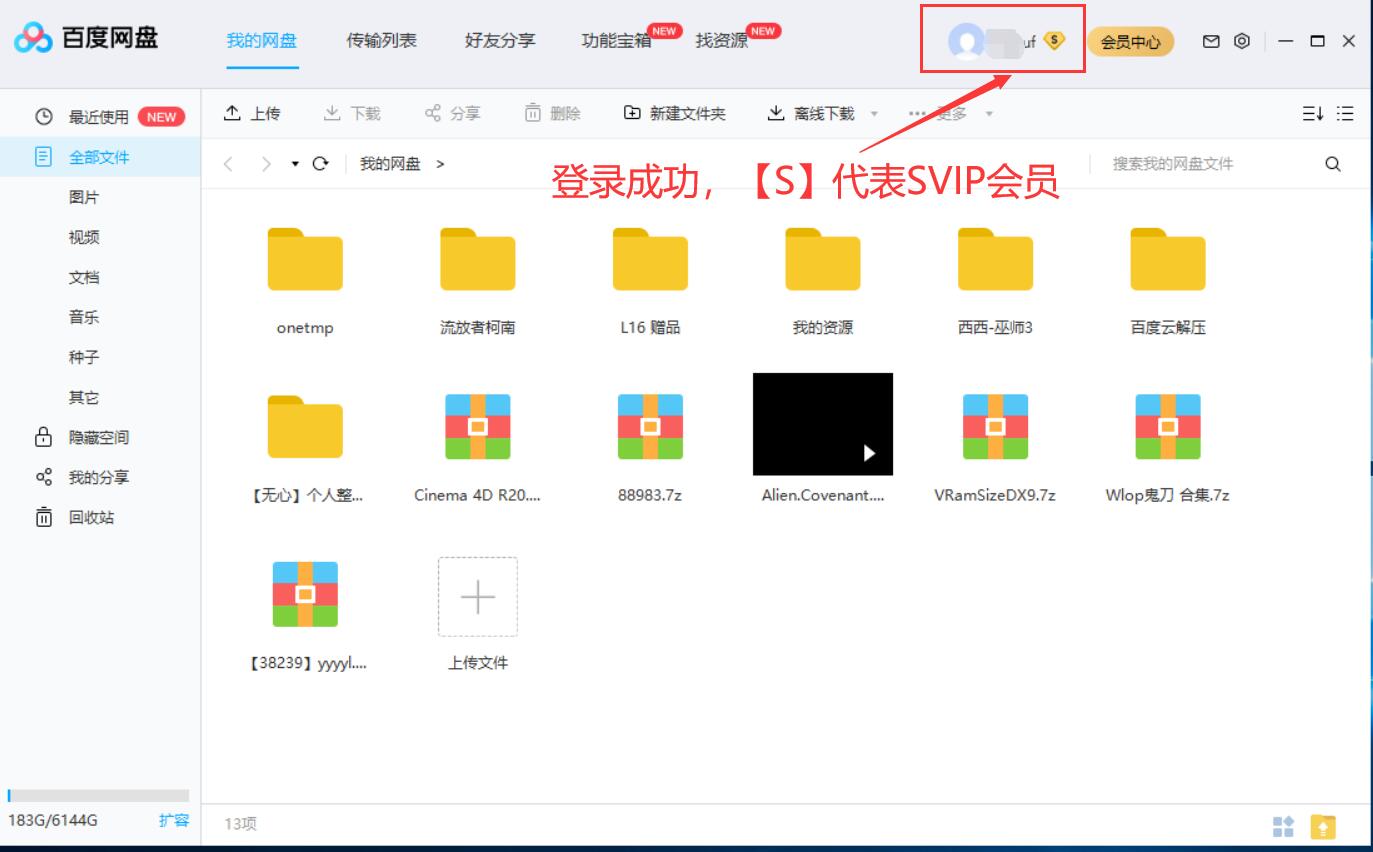 百度网盘
我的网盘 传输列表 好友分享 功能宝箱 NEW 找资源 NEW
uf S 会员中心
最近使用 NEW
全部文件
图片
视频
文档
音乐
种子
其它
隐藏空间
我的分享
回收站
183G/6144G 扩容
上传 下载 分享 删除 新建文件夹 离线下载 更多
我的网盘 >
搜索我的网盘文件
登录成功，【S】代表SVIP会员
onetmp 流放者柯南 L16 赠品 我的资源 西西-巫师3 百度云解压
【无心】个人整... Cinema 4D R20.... 88983.7z Alien.Covenant.... VRamSizeDX9.7z Wlop鬼刀 合集.7z
【38239】yyyyl.... 上传文件
13项